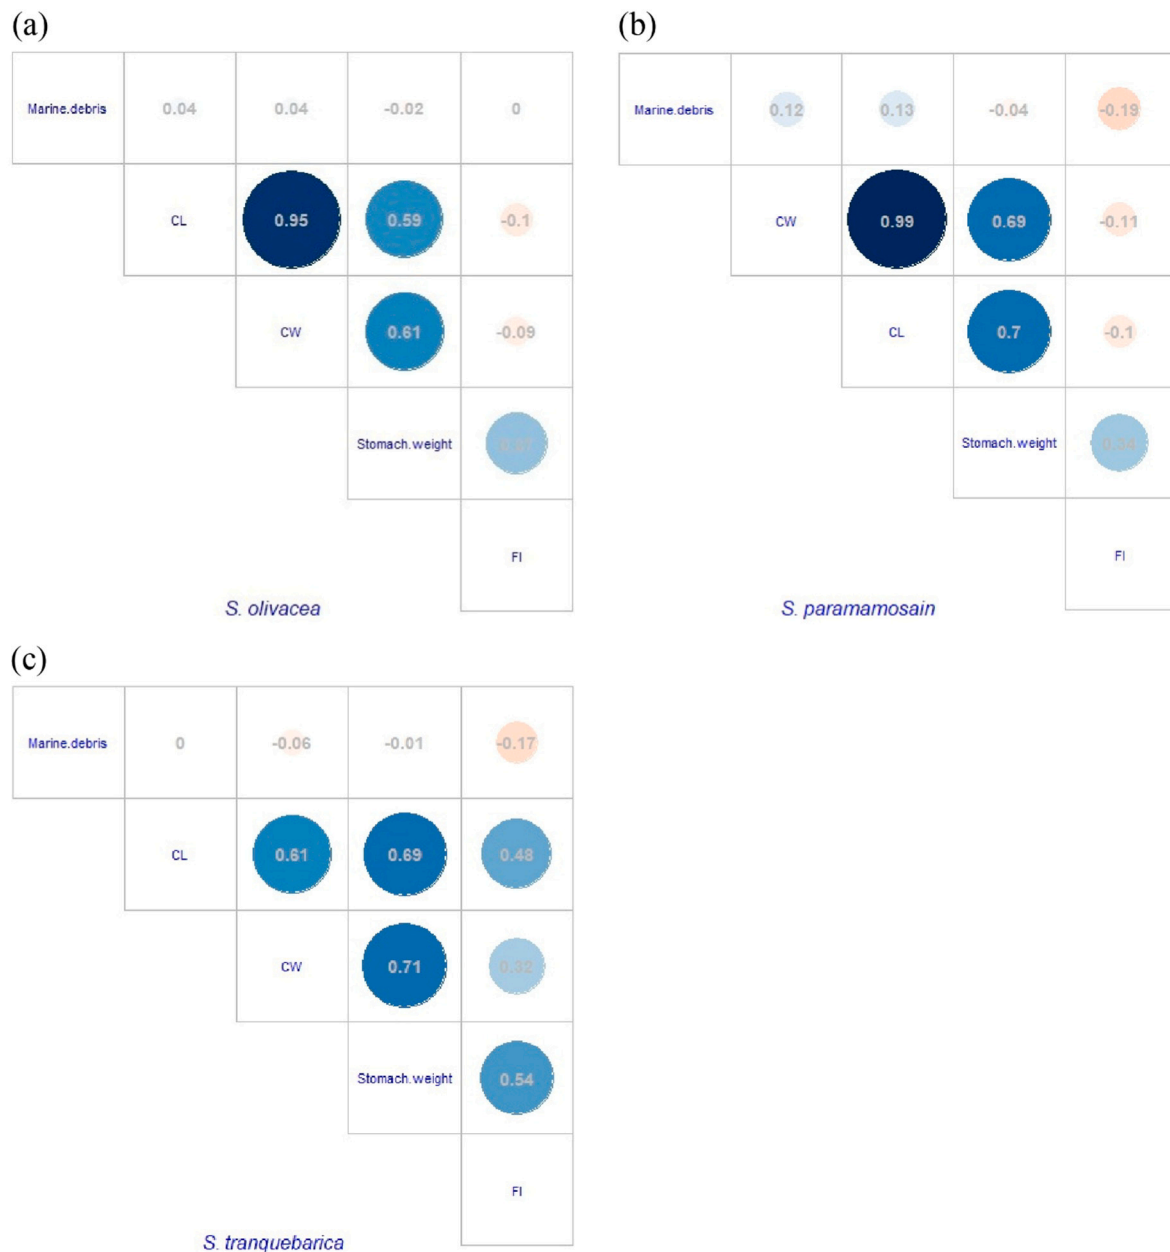 (a)
Marine.debris 0.04 0.04 -0.02 0
CL 0.95 0.59 -0.1
CW 0.61 -0.09
Stomach.weight 0.37
FI
S. olivacea
(b)
Marine.debris 0.12 0.13 -0.04 -0.19
CW 0.99 0.69 -0.11
CL 0.7 -0.1
Stomach.weight 0.34
FI
S. paramamosain
(c)
Marine.debris 0 -0.06 -0.01 -0.17
CL 0.61 0.69 0.48
CW 0.71 0.32
Stomach.weight 0.54
FI
S. tranquebarica